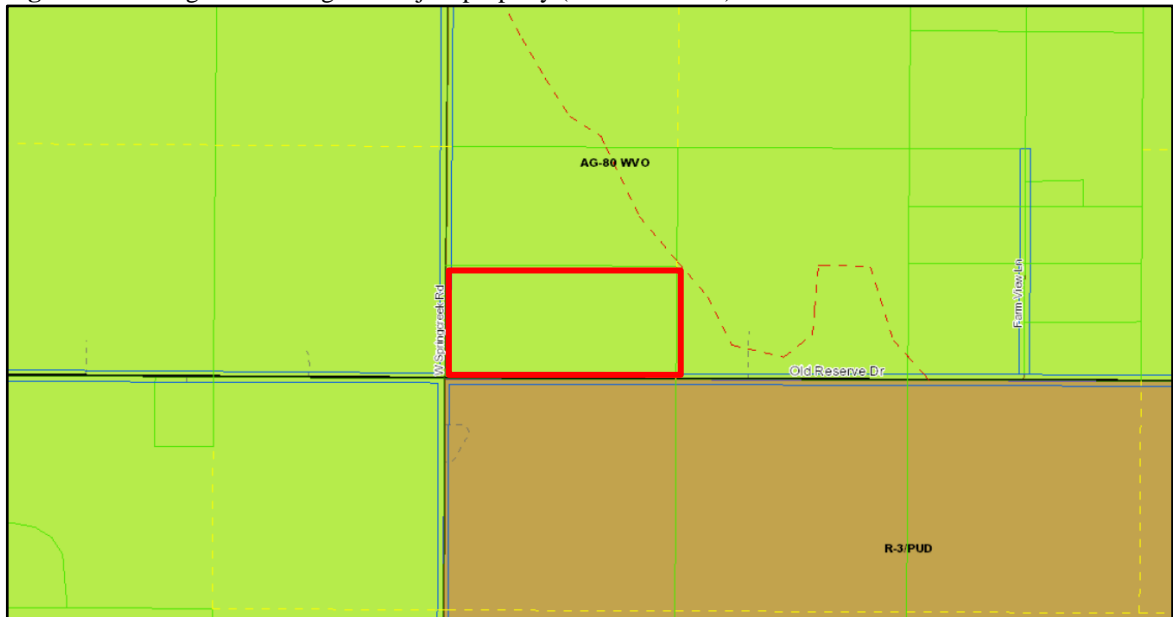 AG-80 WVO
W Springcreek Rd
Farm View Ln
Old Reserve Dr
R-3/PUD